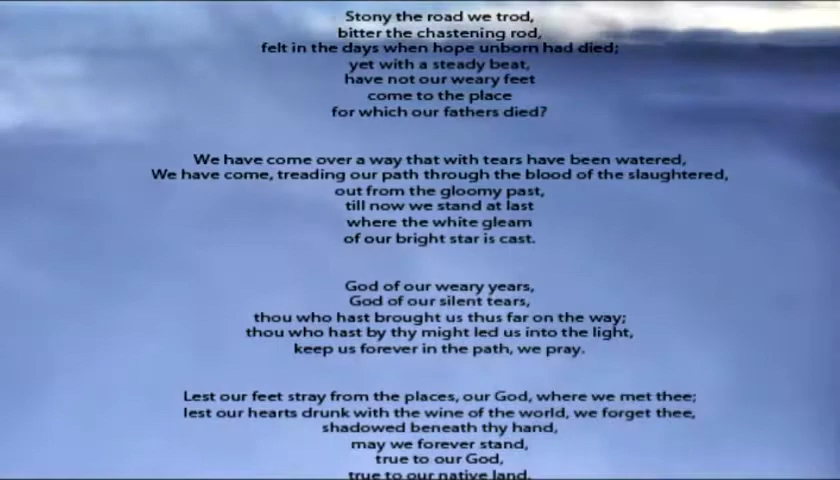 Stony the road we trod,
bitter the chastening rod,
felt in the days when hope unborn had died;
yet with a steady beat,
have not our weary feet
come to the place
for which our fathers died?
We have come over a way that with tears have been watered,
We have come, treading our path through the blood of the slaughtered,
out from the gloomy past,
till now we stand at last
where the white gleam
of our bright star is cast.
God of our weary years,
God of our silent tears,
thou who hast brought us thus far on the way;
thou who hast by thy might led us into the light,
keep us forever in the path, we pray.
Lest our feet stray from the places, our God, where we met thee;
lest our hearts drunk with the wine of the world, we forget thee,
shadowed beneath thy hand,
may we forever stand,
true to our God,
true to our native land.